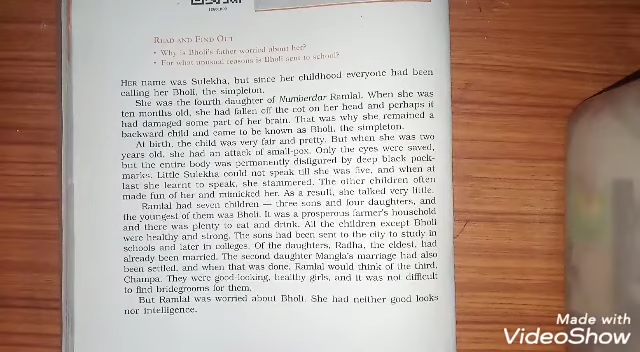 READ AND FIND OUT
• Why is Bholi's father worried about her?
• For what unusual reasons is Bholi sent to school?
HER name was Sulekha, but since her childhood everyone had been
calling her Bholi, the simpleton.
She was the fourth daughter of Numberdar Ramlal. When she was
ten months old, she had fallen off the cot on her head and perhaps it
had damaged some part of her brain. That was why she remained a
backward child and came to be known as Bholi, the simpleton.
At birth, the child was very fair and pretty. But when she was two
years old, she had an attack of small-pox. Only the eyes were saved,
but the entire body was permanently disfigured by deep black pock-
marks. Little Sulekha could not speak till she was five, and when at
last she learnt to speak, she stammered. The other children often
made fun of her and mimicked her. As a result, she talked very little.
Ramlal had seven children — three sons and four daughters, and
the youngest of them was Bholi. It was a prosperous farmer's household
and there was plenty to eat and drink. All the children except Bholi
were healthy and strong. The sons had been sent to the city to study in
schools and later in colleges. Of the daughters, Radha, the eldest, had
already been married. The second daughter Mangla's marriage had also
been settled, and when that was done, Ramlal would think of the third,
Champa. They were good-looking, healthy girls, and it was not difficult
to find bridegrooms for them.
But Ramlal was worried about Bholi. She had neither good looks
nor intelligence.
Made with
VideoShow